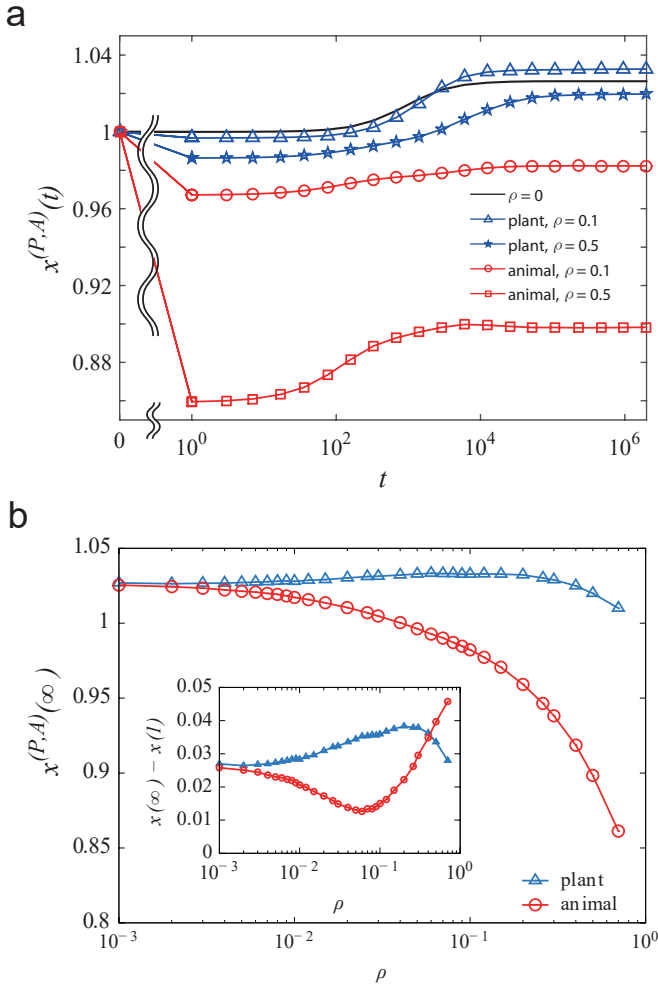 a
1.04
1
0.96
0.92
0.88
x^(P,A)(t)
ρ = 0
plant, ρ = 0.1
plant, ρ = 0.5
animal, ρ = 0.1
animal, ρ = 0.5
0 10^0 10^2 10^4 10^6
t
b
1.05
1
0.95
0.9
0.85
0.8
x^(P,A)(∞)
0.05
0.04
0.03
0.02
0.01
0
x(∞) − x(1)
10^−3 10^−2 10^−1 10^0
ρ
plant
animal
10^−3 10^−2 10^−1 10^0
ρ